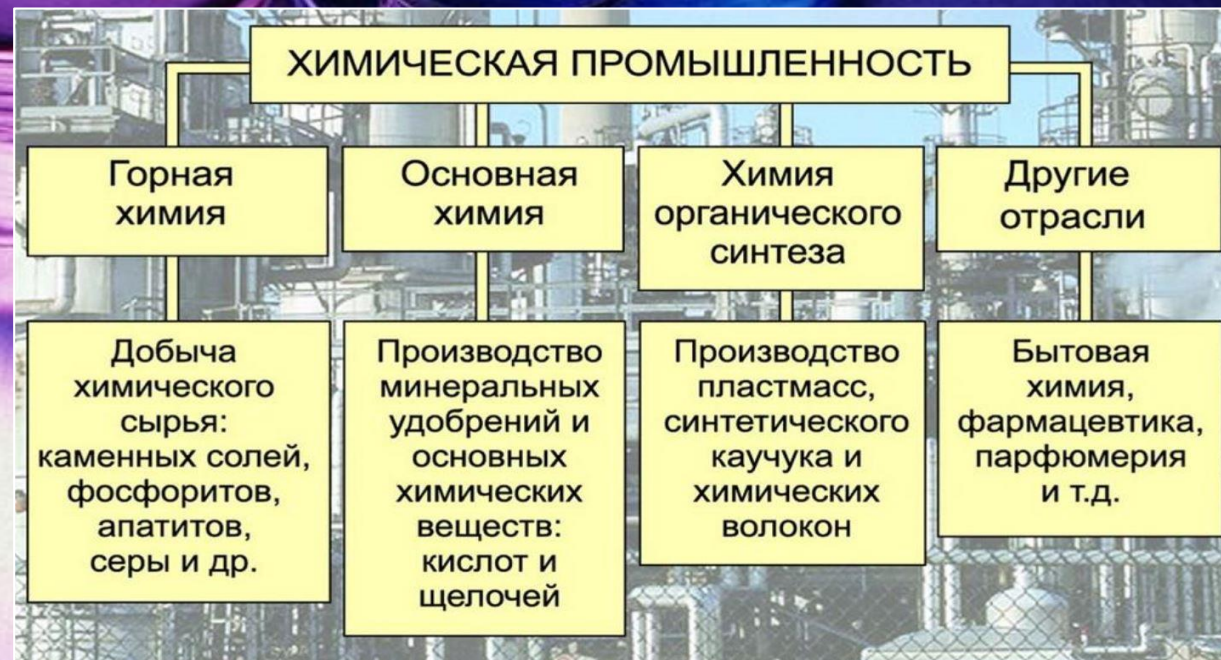 ХИМИЧЕСКАЯ ПРОМЫШЛЕННОСТЬ
Горная
химия
Основная
химия
Химия
органического
синтеза
Другие
отрасли
Добыча
химического
сырья:
каменных солей,
фосфоритов,
апатитов,
серы и др.
Производство
минеральных
удобрений и
основных
химических
веществ:
кислот и
щелочей
Производство
пластмасс,
синтетического
каучука и
химических
волокон
Бытовая
химия,
фармацевтика,
парфюмерия
и т.д.